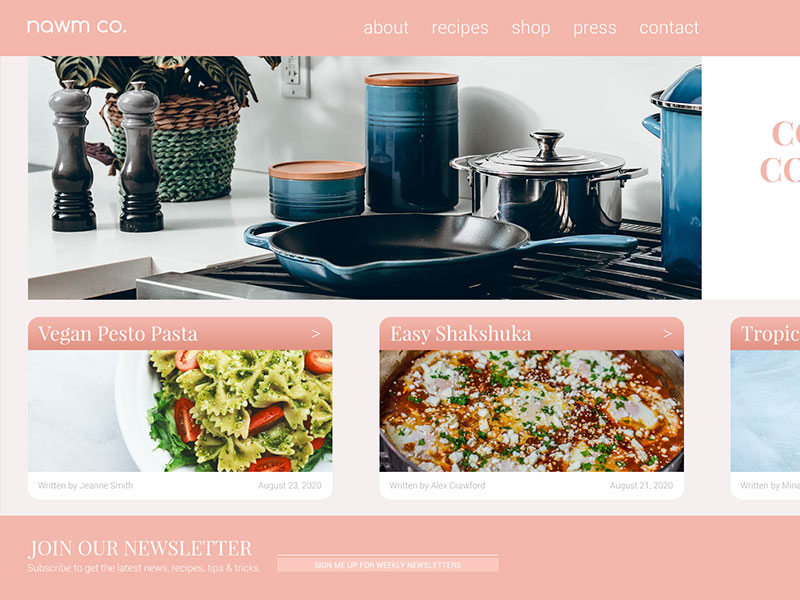 nawm co.
about recipes shop press contact
Vegan Pesto Pasta >
Easy Shakshuka >
Tropic
Written by Jeanne Smith August 23, 2020
Written by Alex Crawford August 21, 2020
Written by Mina
JOIN OUR NEWSLETTER
Subscribe to get the latest news, recipes, tips & tricks.
SIGN ME UP FOR WEEKLY NEWSLETTERS